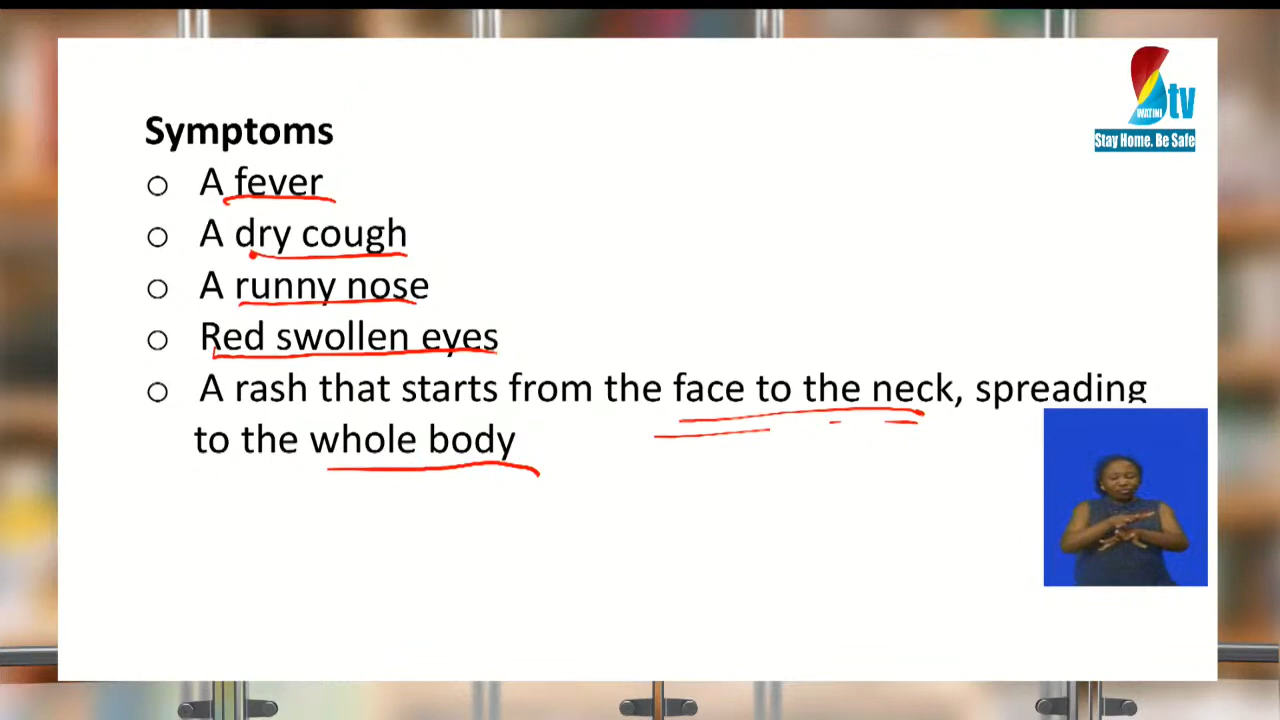 Symptoms
A fever
A dry cough
A runny nose
Red swollen eyes
A rash that starts from the face to the neck, spreading
to the whole body
tv
WATINI
Stay Home. Be Safe